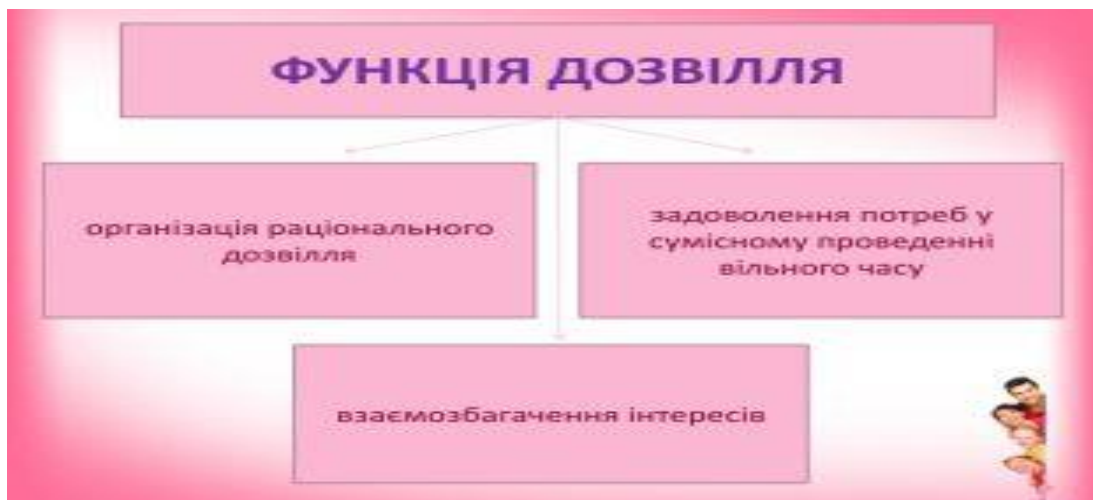 ФУНКЦІЯ ДОЗВІЛЛЯ
організація раціонального
дозвілля
задоволення потреб у
сумісному проведенні
вільного часу
взаємозбагачення інтересів